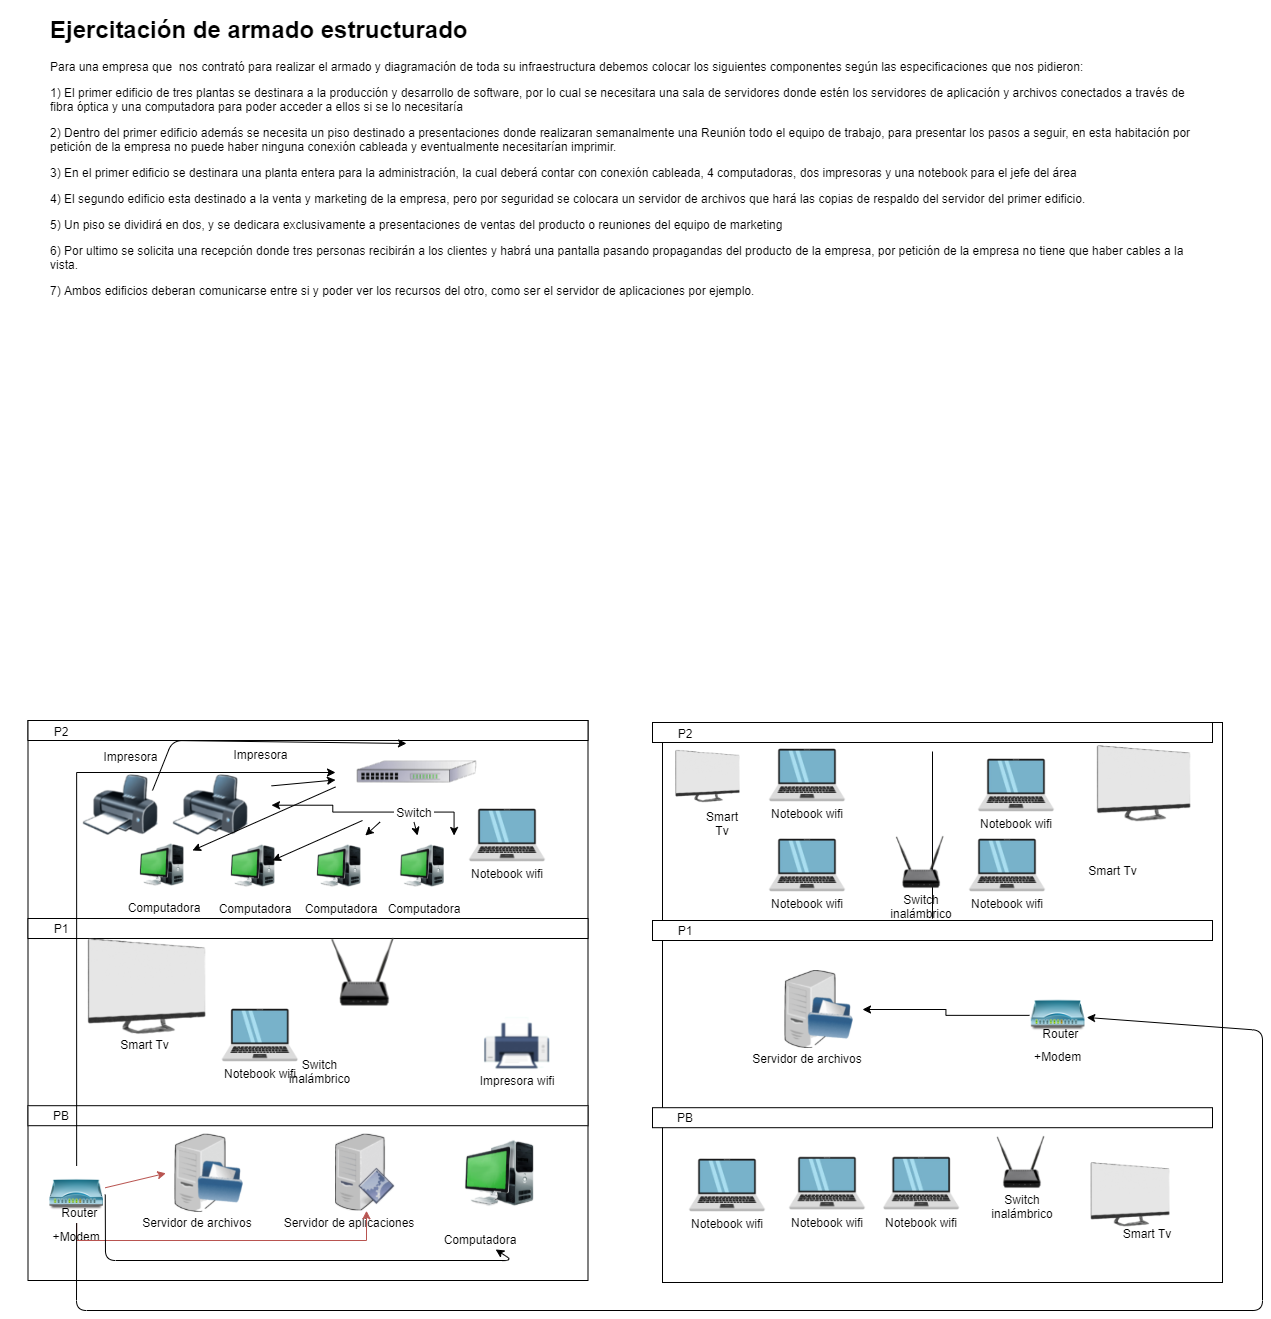 Ejercitación de armado estructurado
Para una empresa que  nos contrató para realizar el armado y diagramación de toda su infraestructura debemos colocar los siguientes componentes según las especificaciones que nos pidieron:
1) El primer edificio de tres plantas se destinara a la producción y desarrollo de software, por lo cual se necesitara una sala de servidores donde estén los servidores de aplicación y archivos conectados a través de
fibra óptica y una computadora para poder acceder a ellos si se lo necesitaría
2) Dentro del primer edificio además se necesita un piso destinado a presentaciones donde realizaran semanalmente una Reunión todo el equipo de trabajo, para presentar los pasos a seguir, en esta habitación por
petición de la empresa no puede haber ninguna conexión cableada y eventualmente necesitarían imprimir.
3) En el primer edificio se destinara una planta entera para la administración, la cual deberá contar con conexión cableada, 4 computadoras, dos impresoras y una notebook para el jefe del área
4) El segundo edificio esta destinado a la venta y marketing de la empresa, pero por seguridad se colocara un servidor de archivos que hará las copias de respaldo del servidor del primer edificio.
5) Un piso se dividirá en dos, y se dedicara exclusivamente a presentaciones de ventas del producto o reuniones del equipo de marketing
6) Por ultimo se solicita una recepción donde tres personas recibirán a los clientes y habrá una pantalla pasando propagandas del producto de la empresa, por petición de la empresa no tiene que haber cables a la
vista.
7) Ambos edificios deberan comunicarse entre si y poder ver los recursos del otro, como ser el servidor de aplicaciones por ejemplo.
P2
Impresora
Impresora
Switch
Notebook wifi
Computadora
Computadora
Computadora
Computadora
P1
Smart Tv
Notebook wifi
Switch
inalámbrico
Impresora wifi
PB
Router
+Modem
Servidor de archivos
Servidor de aplicaciones
Computadora
P2
Smart
Tv
Notebook wifi
Notebook wifi
Smart Tv
Notebook wifi
Switch
inalámbrico
Notebook wifi
P1
Servidor de archivos
Router
+Modem
PB
Notebook wifi
Notebook wifi
Notebook wifi
Switch
inalámbrico
Smart Tv